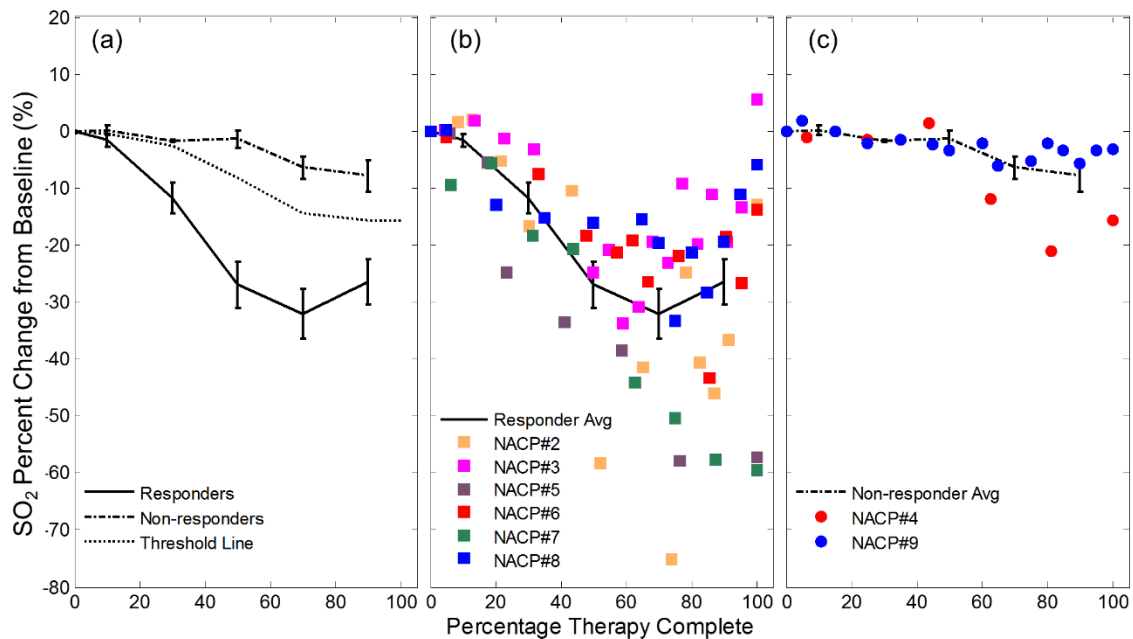 SO2 Percent Change from Baseline (%)
20
10
0
-10
-20
-30
-40
-50
-60
-70
-80
(a)
Responders
Non-responders
Threshold Line
0 20 40 60 80 100
(b)
Responder Avg
NACP#2
NACP#3
NACP#5
NACP#6
NACP#7
NACP#8
0 20 40 60 80 100
(c)
Non-responder Avg
NACP#4
NACP#9
0 20 40 60 80 100
Percentage Therapy Complete